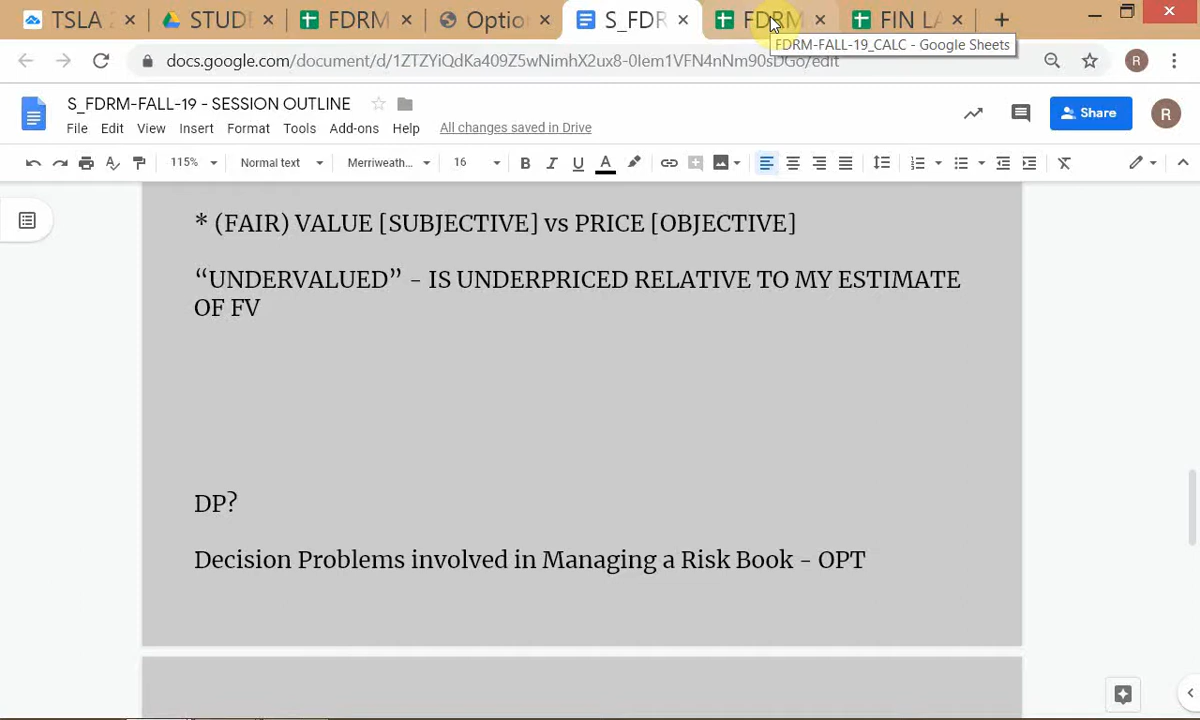 TSLA 2
STUD
FDRM
Optio
S_FDR
FDRM
FIN LA
FDRM-FALL-19_CALC - Google Sheets
docs.google.com/document/d/1ZTZYiQdKa409Z5wNimhX2ux8-0Iem1VFN4nNm90sDGo/edit
R
S_FDRM-FALL-19 - SESSION OUTLINE
File Edit View Insert Format Tools Add-ons Help All changes saved in Drive
Share
R
115% Normal text Merriweath... 16 B I U A
* (FAIR) VALUE [SUBJECTIVE] vs PRICE [OBJECTIVE]
“UNDERVALUED” - IS UNDERPRICED RELATIVE TO MY ESTIMATE
OF FV
DP?
Decision Problems involved in Managing a Risk Book - OPT